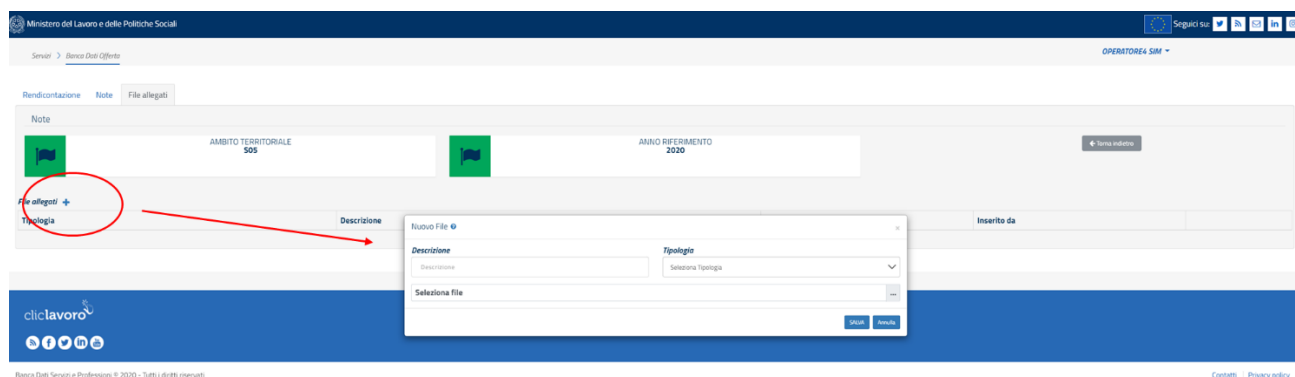 Ministero del Lavoro e delle Politiche Sociali
Seguici su:
Servizi > Banca Dati Offerta
OPERATORE4 SIM
Rendicontazione Note File allegati
Note
AMBITO TERRITORIALE
S05
ANNO RIFERIMENTO
2020
Torna indietro
File allegati +
Tipologia Descrizione Inserito da
Nuovo File
×
Descrizione Tipologia
Descrizione Seleziona Tipologia
Seleziona file ...
SALVA Annulla
cliclavoro
Banca Dati Servizi e Professioni © 2020 - Tutti i diritti riservati
Contatti Privacy policy